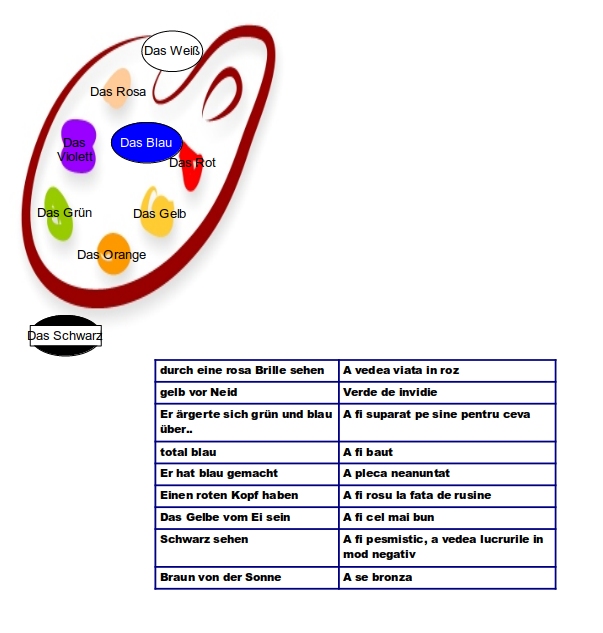 Das Weiß
Das Rosa
Das Blau
Das
Violett
Das Rot
Das Grün
Das Gelb
Das Orange
Das Schwarz
durch eine rosa Brille sehen A vedea viata in roz
gelb vor Neid Verde de invidie
Er ärgerte sich grün und blau A fi suparat pe sine pentru ceva
über..
total blau A fi baut
Er hat blau gemacht A pleca neanuntat
Einen roten Kopf haben A fi rosu la fata de rusine
Das Gelbe vom Ei sein A fi cel mai bun
Schwarz sehen A fi pesmistic, a vedea lucrurile in
mod negativ
Braun von der Sonne A se bronza